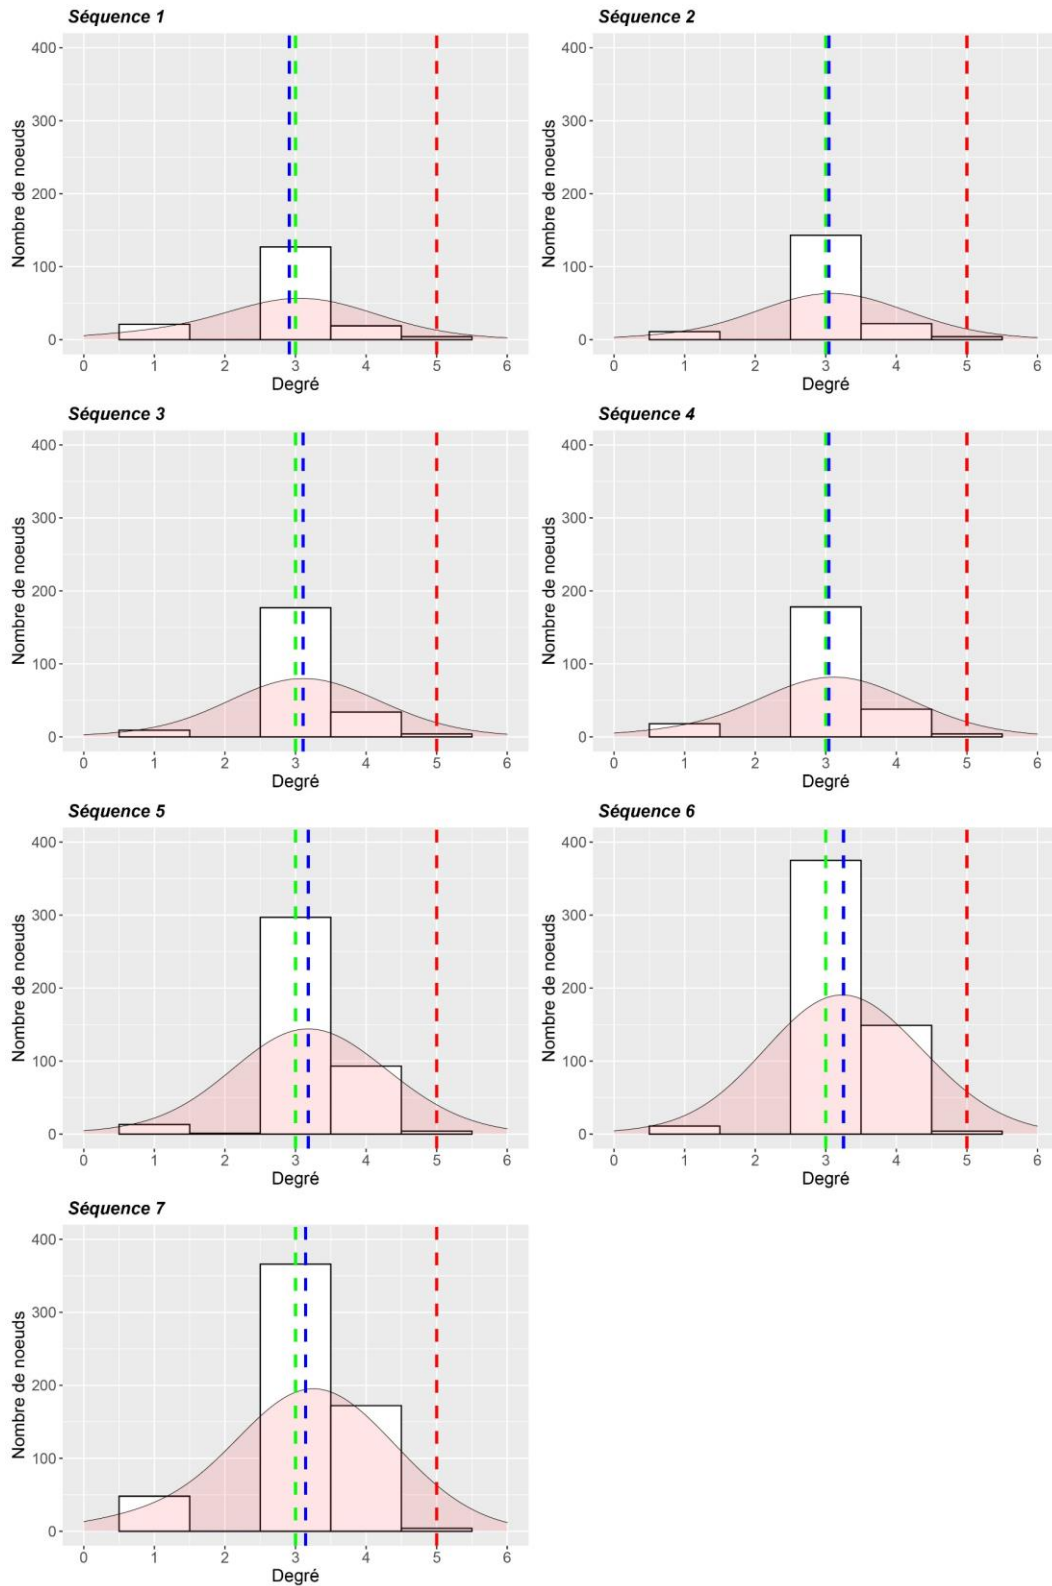 Séquence 1
Séquence 2
400
300
200
100
0
Nombre de noeuds
0 1 2 3 4 5 6
Degré
400
300
200
100
0
Nombre de noeuds
0 1 2 3 4 5 6
Degré
Séquence 3
Séquence 4
400
300
200
100
0
Nombre de noeuds
0 1 2 3 4 5 6
Degré
400
300
200
100
0
Nombre de noeuds
0 1 2 3 4 5 6
Degré
Séquence 5
Séquence 6
400
300
200
100
0
Nombre de noeuds
0 1 2 3 4 5 6
Degré
400
300
200
100
0
Nombre de noeuds
0 1 2 3 4 5 6
Degré
Séquence 7
400
300
200
100
0
Nombre de noeuds
0 1 2 3 4 5 6
Degré